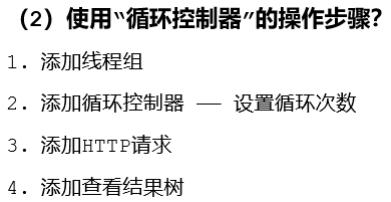 （2）使用“循环控制器”的操作步骤？
1. 添加线程组
2. 添加循环控制器 —— 设置循环次数
3. 添加HTTP请求
4. 添加查看结果树